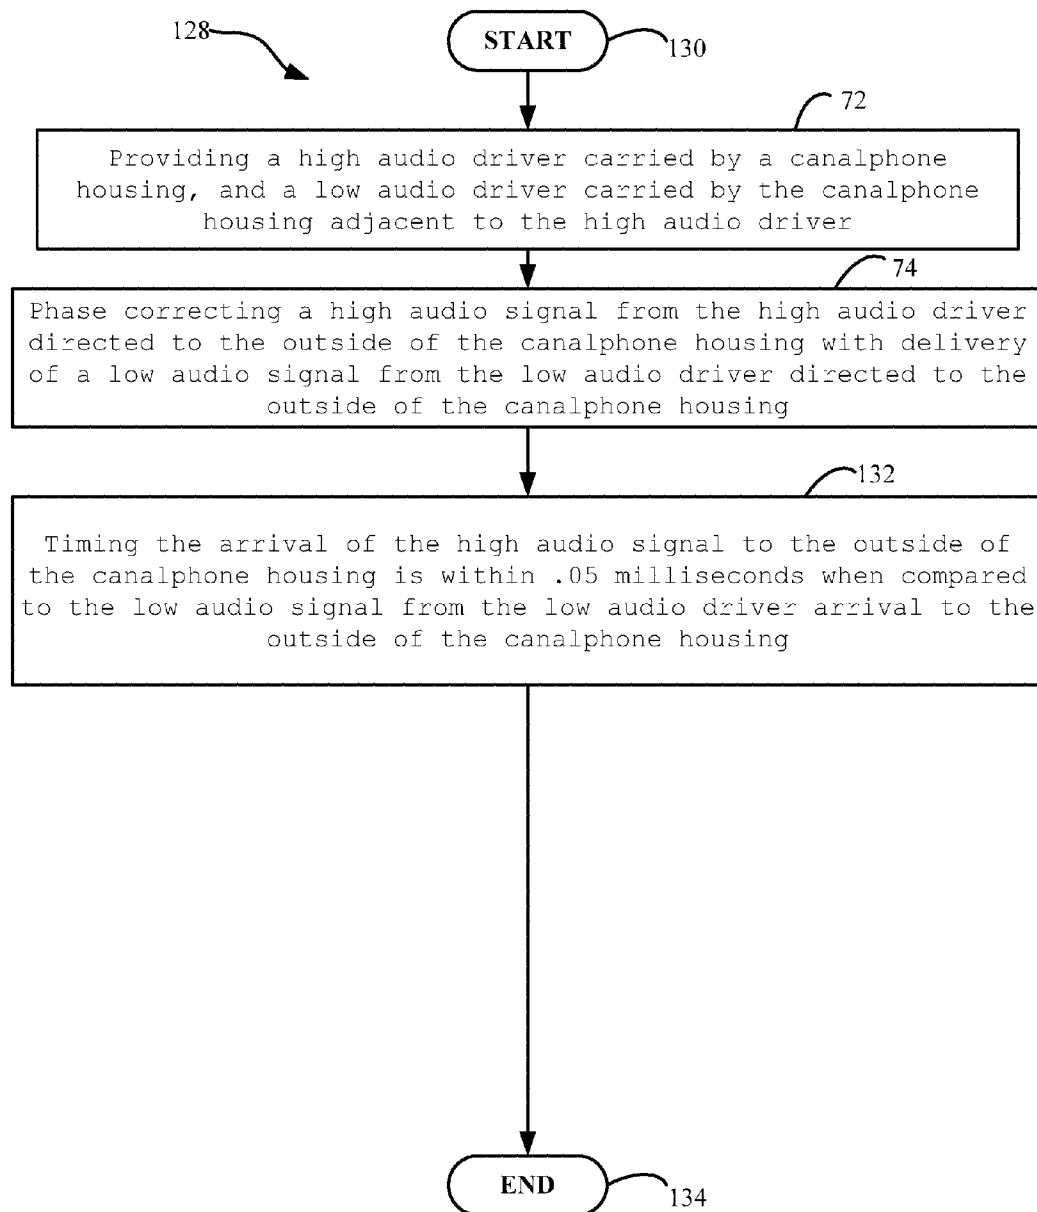 128
START
130
72
Providing a high audio driver carried by a canalphone
housing, and a low audio driver carried by the canalphone
housing adjacent to the high audio driver
74
Phase correcting a high audio signal from the high audio driver
directed to the outside of the canalphone housing with delivery
of a low audio signal from the low audio driver directed to the
outside of the canalphone housing
132
Timing the arrival of the high audio signal to the outside of
the canalphone housing is within .05 milliseconds when compared
to the low audio signal from the low audio driver arrival to the
outside of the canalphone housing
END
134